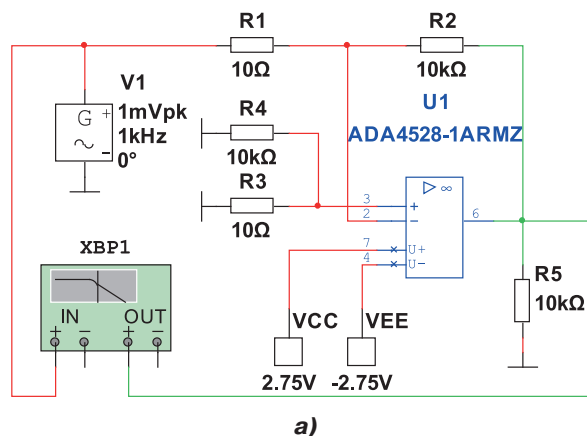 R1
10Ω
R2
10kΩ
V1
G + −
1mVpk
1kHz
0°
R4
10kΩ
R3
10Ω
U1
ADA4528-1ARMZ
▷ ∞
3 +
2 −
6
7 U+
4 U−
R5
10kΩ
XBP1
IN OUT
+ − + −
VCC
2.75V
VEE
-2.75V
a)